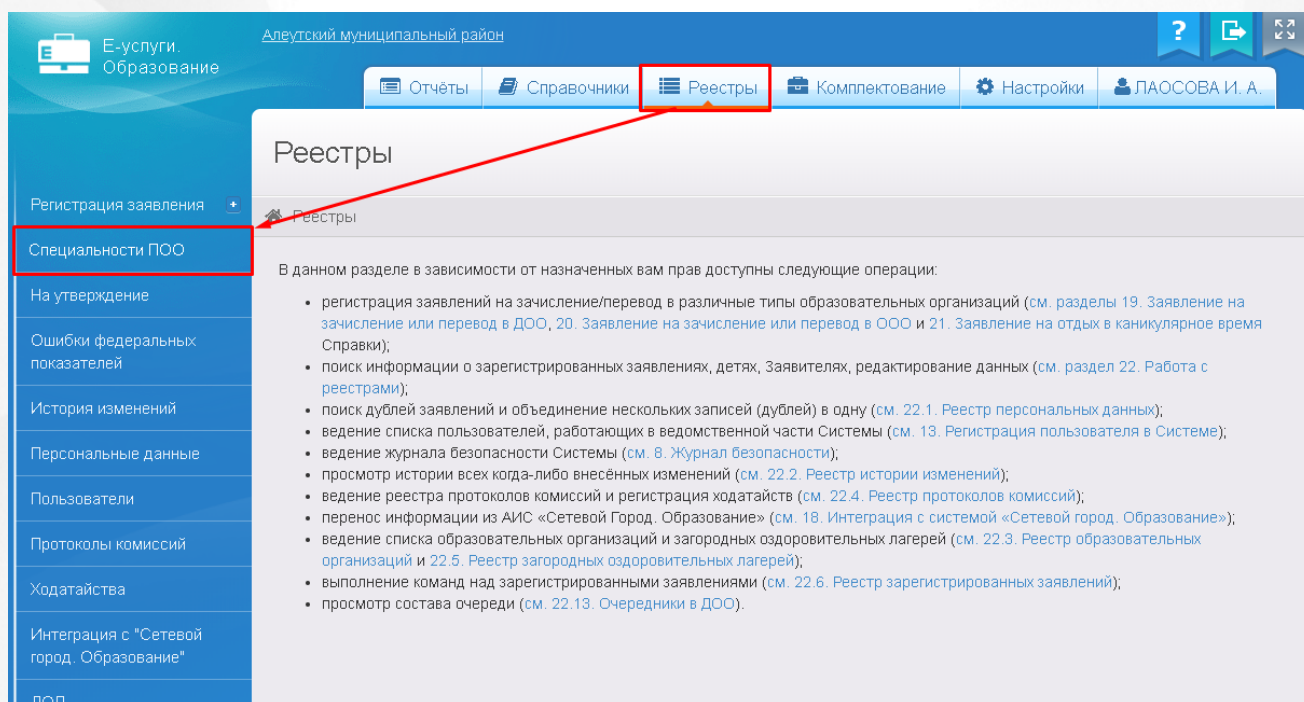 Е-услуги.
Образование
Алеутский муниципальный район
?
Отчёты
Справочники
Реестры
Комплектование
Настройки
ЛАОСОВА И. А.
Реестры
Регистрация заявления
Специальности ПОО
На утверждение
Ошибки федеральных
показателей
История изменений
Персональные данные
Пользователи
Протоколы комиссий
Ходатайства
Интеграция с "Сетевой
город. Образование"
Реестры
В данном разделе в зависимости от назначенных вам прав доступны следующие операции:
• регистрация заявлений на зачисление/перевод в различные типы образовательных организаций (см. разделы 19. Заявление на
зачисление или перевод в ДОО, 20. Заявление на зачисление или перевод в ООО и 21. Заявление на отдых в каникулярное время
Справки);
• поиск информации о зарегистрированных заявлениях, детях, Заявителях, редактирование данных (см. раздел 22. Работа с
реестрами);
• поиск дублей заявлений и объединение нескольких записей (дублей) в одну (см. 22.1. Реестр персональных данных);
• ведение списка пользователей, работающих в ведомственной части Системы (см. 13. Регистрация пользователя в Системе);
• ведение журнала безопасности Системы (см. 8. Журнал безопасности);
• просмотр истории всех когда-либо внесённых изменений (см. 22.2. Реестр истории изменений);
• ведение реестра протоколов комиссий и регистрация ходатайств (см. 22.4. Реестр протоколов комиссий);
• перенос информации из АИС «Сетевой Город. Образование» (см. 18. Интеграция с системой «Сетевой город. Образование»);
• ведение списка образовательных организаций и загородных оздоровительных лагерей (см. 22.3. Реестр образовательных
организаций и 22.5. Реестр загородных оздоровительных лагерей);
• выполнение команд над зарегистрированными заявлениями (см. 22.6. Реестр зарегистрированных заявлений);
• просмотр состава очереди (см. 22.13. Очередники в ДОО).